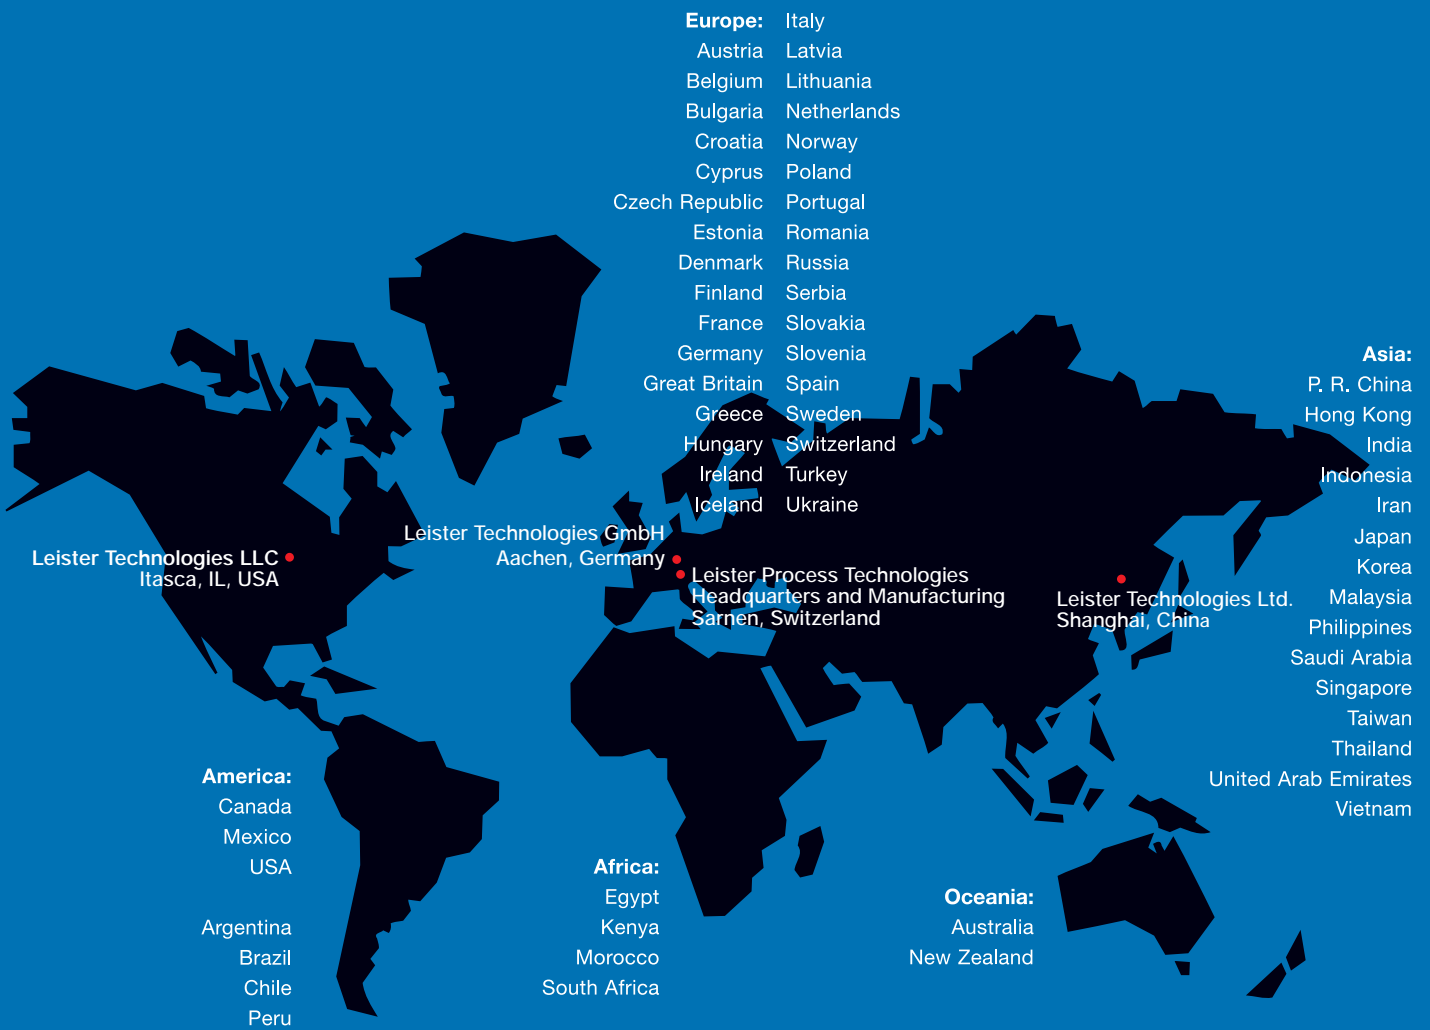 Europe:
Austria
Belgium
Bulgaria
Croatia
Cyprus
Czech Republic
Estonia
Denmark
Finland
France
Germany
Great Britain
Greece
Hungary
Ireland
Iceland
Italy
Latvia
Lithuania
Netherlands
Norway
Poland
Portugal
Romania
Russia
Serbia
Slovakia
Slovenia
Spain
Sweden
Switzerland
Turkey
Ukraine
Asia:
P. R. China
Hong Kong
India
Indonesia
Iran
Japan
Korea
Malaysia
Philippines
Saudi Arabia
Singapore
Taiwan
Thailand
United Arab Emirates
Vietnam
Leister Technologies LLC
Itasca, IL, USA
Leister Technologies GmbH
Aachen, Germany
Leister Process Technologies
Headquarters and Manufacturing
Sarnen, Switzerland
Leister Technologies Ltd.
Shanghai, China
America:
Canada
Mexico
USA
Argentina
Brazil
Chile
Peru
Africa:
Egypt
Kenya
Morocco
South Africa
Oceania:
Australia
New Zealand